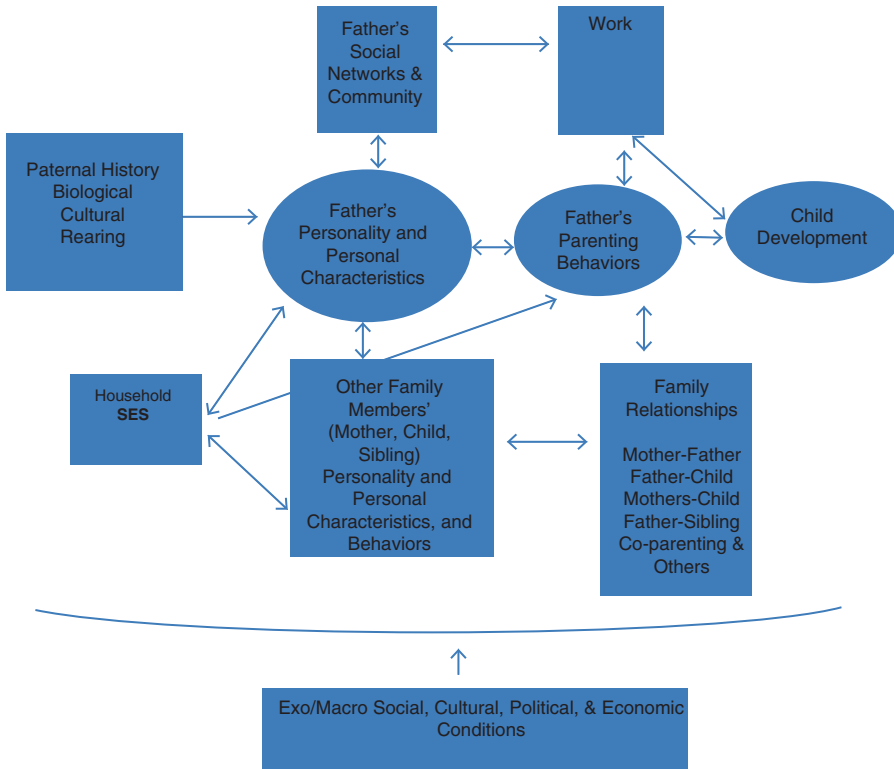 Father's
Social
Networks &
Community
Work
Paternal History
Biological
Cultural
Rearing
Father's
Personality and
Personal
Characteristics
Father's
Parenting
Behaviors
Child
Development
Household
SES
Other Family
Members'
(Mother, Child,
Sibling)
Personality and
Personal
Characteristics, and
Behaviors
Family
Relationships
Mother-Father
Father-Child
Mothers-Child
Father-Sibling
Co-parenting &
Others
Exo/Macro Social, Cultural, Political, & Economic
Conditions